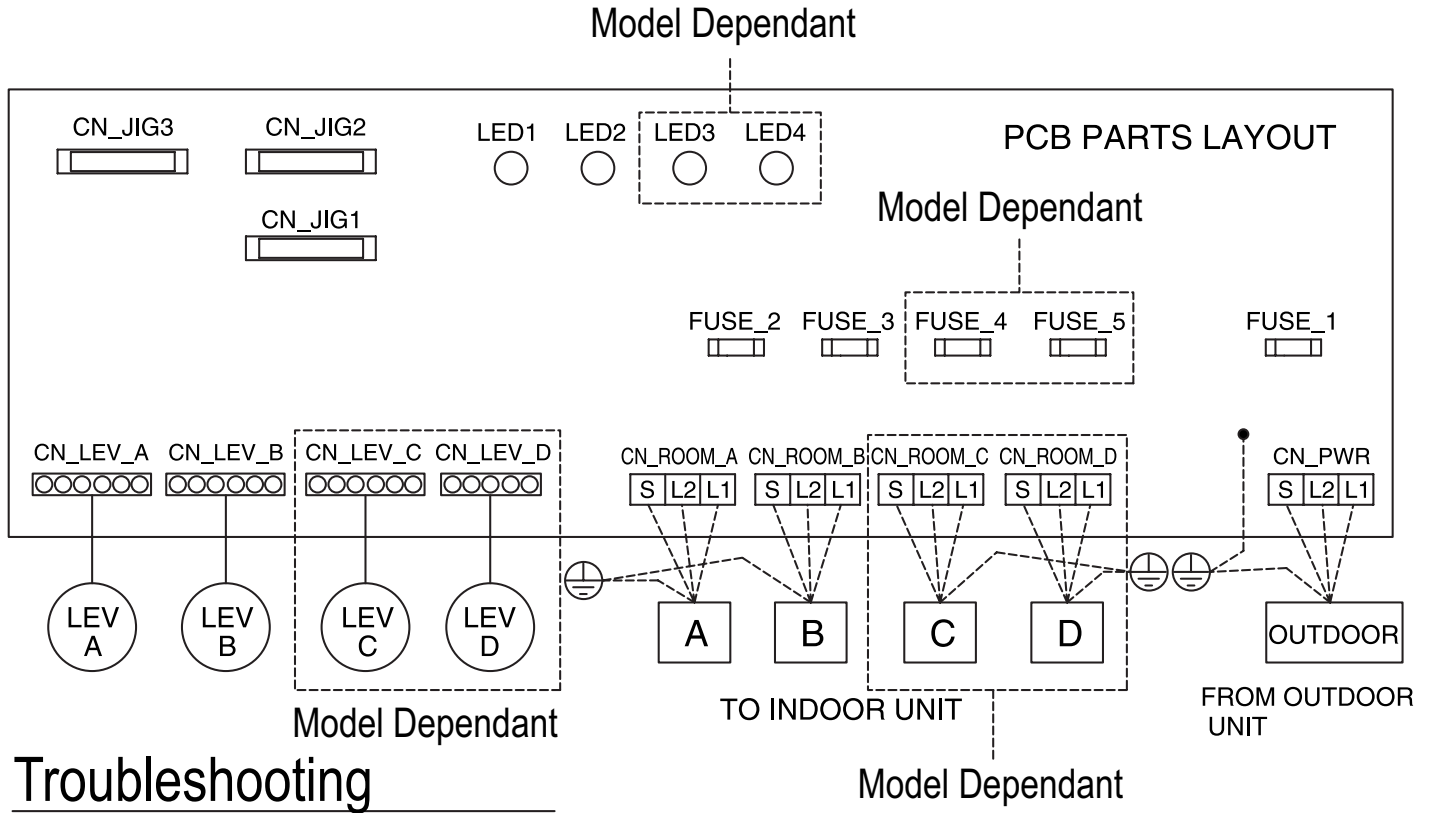 Model Dependant
CN_JIG3 CN_JIG2 LED1 LED2 LED3 LED4 PCB PARTS LAYOUT
CN_JIG1
Model Dependant
FUSE_2 FUSE_3 FUSE_4 FUSE_5 FUSE_1
CN_LEV_A CN_LEV_B CN_LEV_C CN_LEV_D CN_ROOM_A CN_ROOM_B CN_ROOM_C CN_ROOM_D CN_PWR
S L2 L1 S L2 L1 S L2 L1 S L2 L1 S L2 L1
LEV A
LEV B
LEV C
LEV D
A B C D OUTDOOR
TO INDOOR UNIT
FROM OUTDOOR
UNIT
Model Dependant
Model Dependant
Troubleshooting